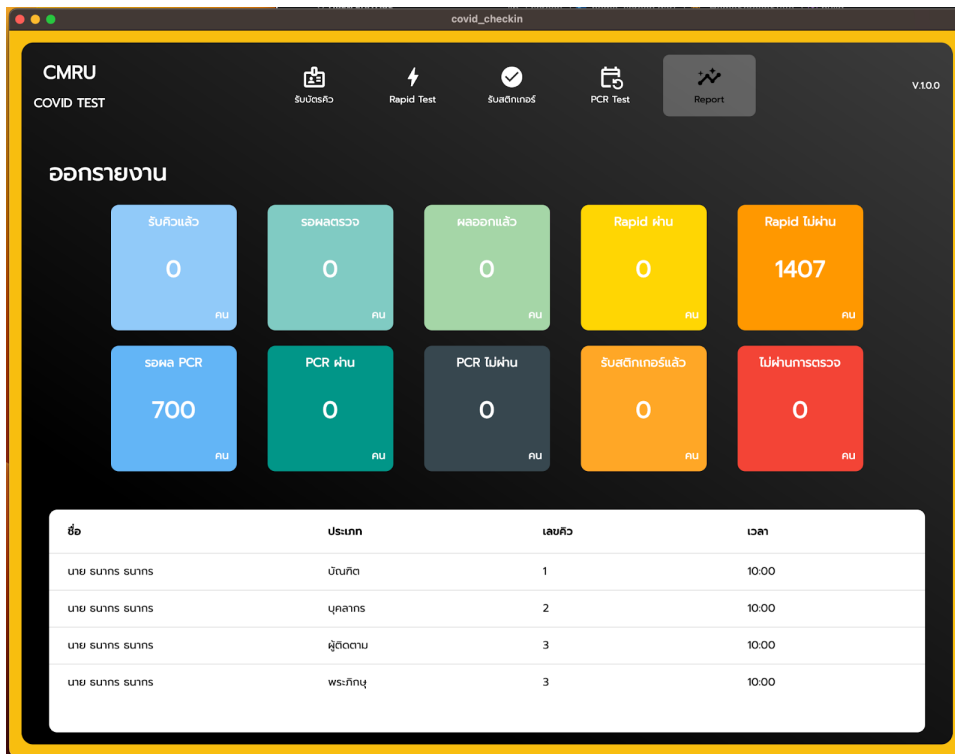 covid_checkin
CMRU
COVID TEST
รับบัตรคิว
Rapid Test
รับสติกเกอร์
PCR Test
Report
V.1.0.0
ออกรายงาน
รับคิวแล้ว
0
คน
รอผลตรวจ
0
คน
ผลออกแล้ว
0
คน
Rapid ผ่าน
0
คน
Rapid ไม่ผ่าน
1407
คน
รอผล PCR
700
คน
PCR ผ่าน
0
คน
PCR ไม่ผ่าน
0
คน
รับสติกเกอร์แล้ว
0
คน
ไม่ผ่านการตรวจ
0
คน
ชื่อ ประเภท เลขคิว เวลา
นาย ธนากร ธนากร บัณฑิต 1 10:00
นาย ธนากร ธนากร บุคลากร 2 10:00
นาย ธนากร ธนากร ผู้ติดตาม 3 10:00
นาย ธนากร ธนากร พระภิกษุ 3 10:00